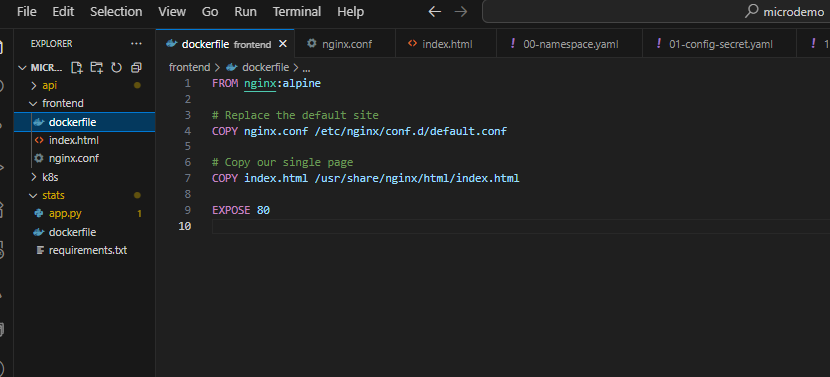 File Edit Selection View Go Run Terminal Help microdemo
EXPLORER
dockerfile frontend
nginx.conf
index.html
! 00-namespace.yaml
! 01-config-secret.yaml
! 1
MICR...
api
frontend
dockerfile
index.html
nginx.conf
k8s
stats
app.py 1
dockerfile
requirements.txt
frontend > dockerfile > ...
1 FROM nginx:alpine
2
3 # Replace the default site
4 COPY nginx.conf /etc/nginx/conf.d/default.conf
5
6 # Copy our single page
7 COPY index.html /usr/share/nginx/html/index.html
8
9 EXPOSE 80
10